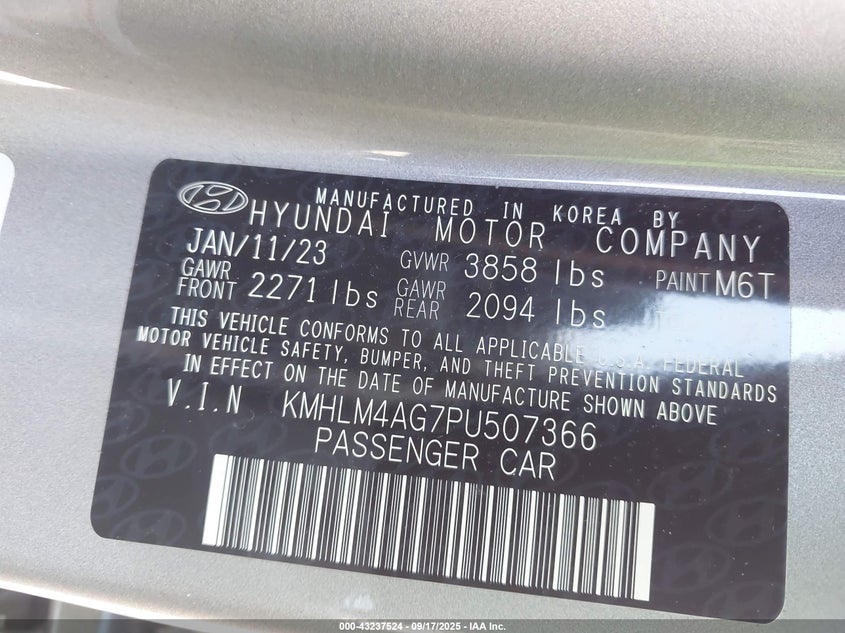 MANUFACTURED IN KOREA BY
HYUNDAI MOTOR COMPANY
JAN/11/23 GVWR 3858 lbs PAINT M6T
GAWR FRONT 2271 lbs GAWR REAR 2094 lbs
THIS VEHICLE CONFORMS TO ALL APPLICABLE U.S.A. FEDERAL
MOTOR VEHICLE SAFETY, BUMPER, AND THEFT PREVENTION STANDARDS
IN EFFECT ON THE DATE OF MANUFACTURE SHOWN ABOVE
V.I.N KMHLM4AG7PU507366
PASSENGER CAR
000-43237524 - 09/17/2025 - IAA Inc.